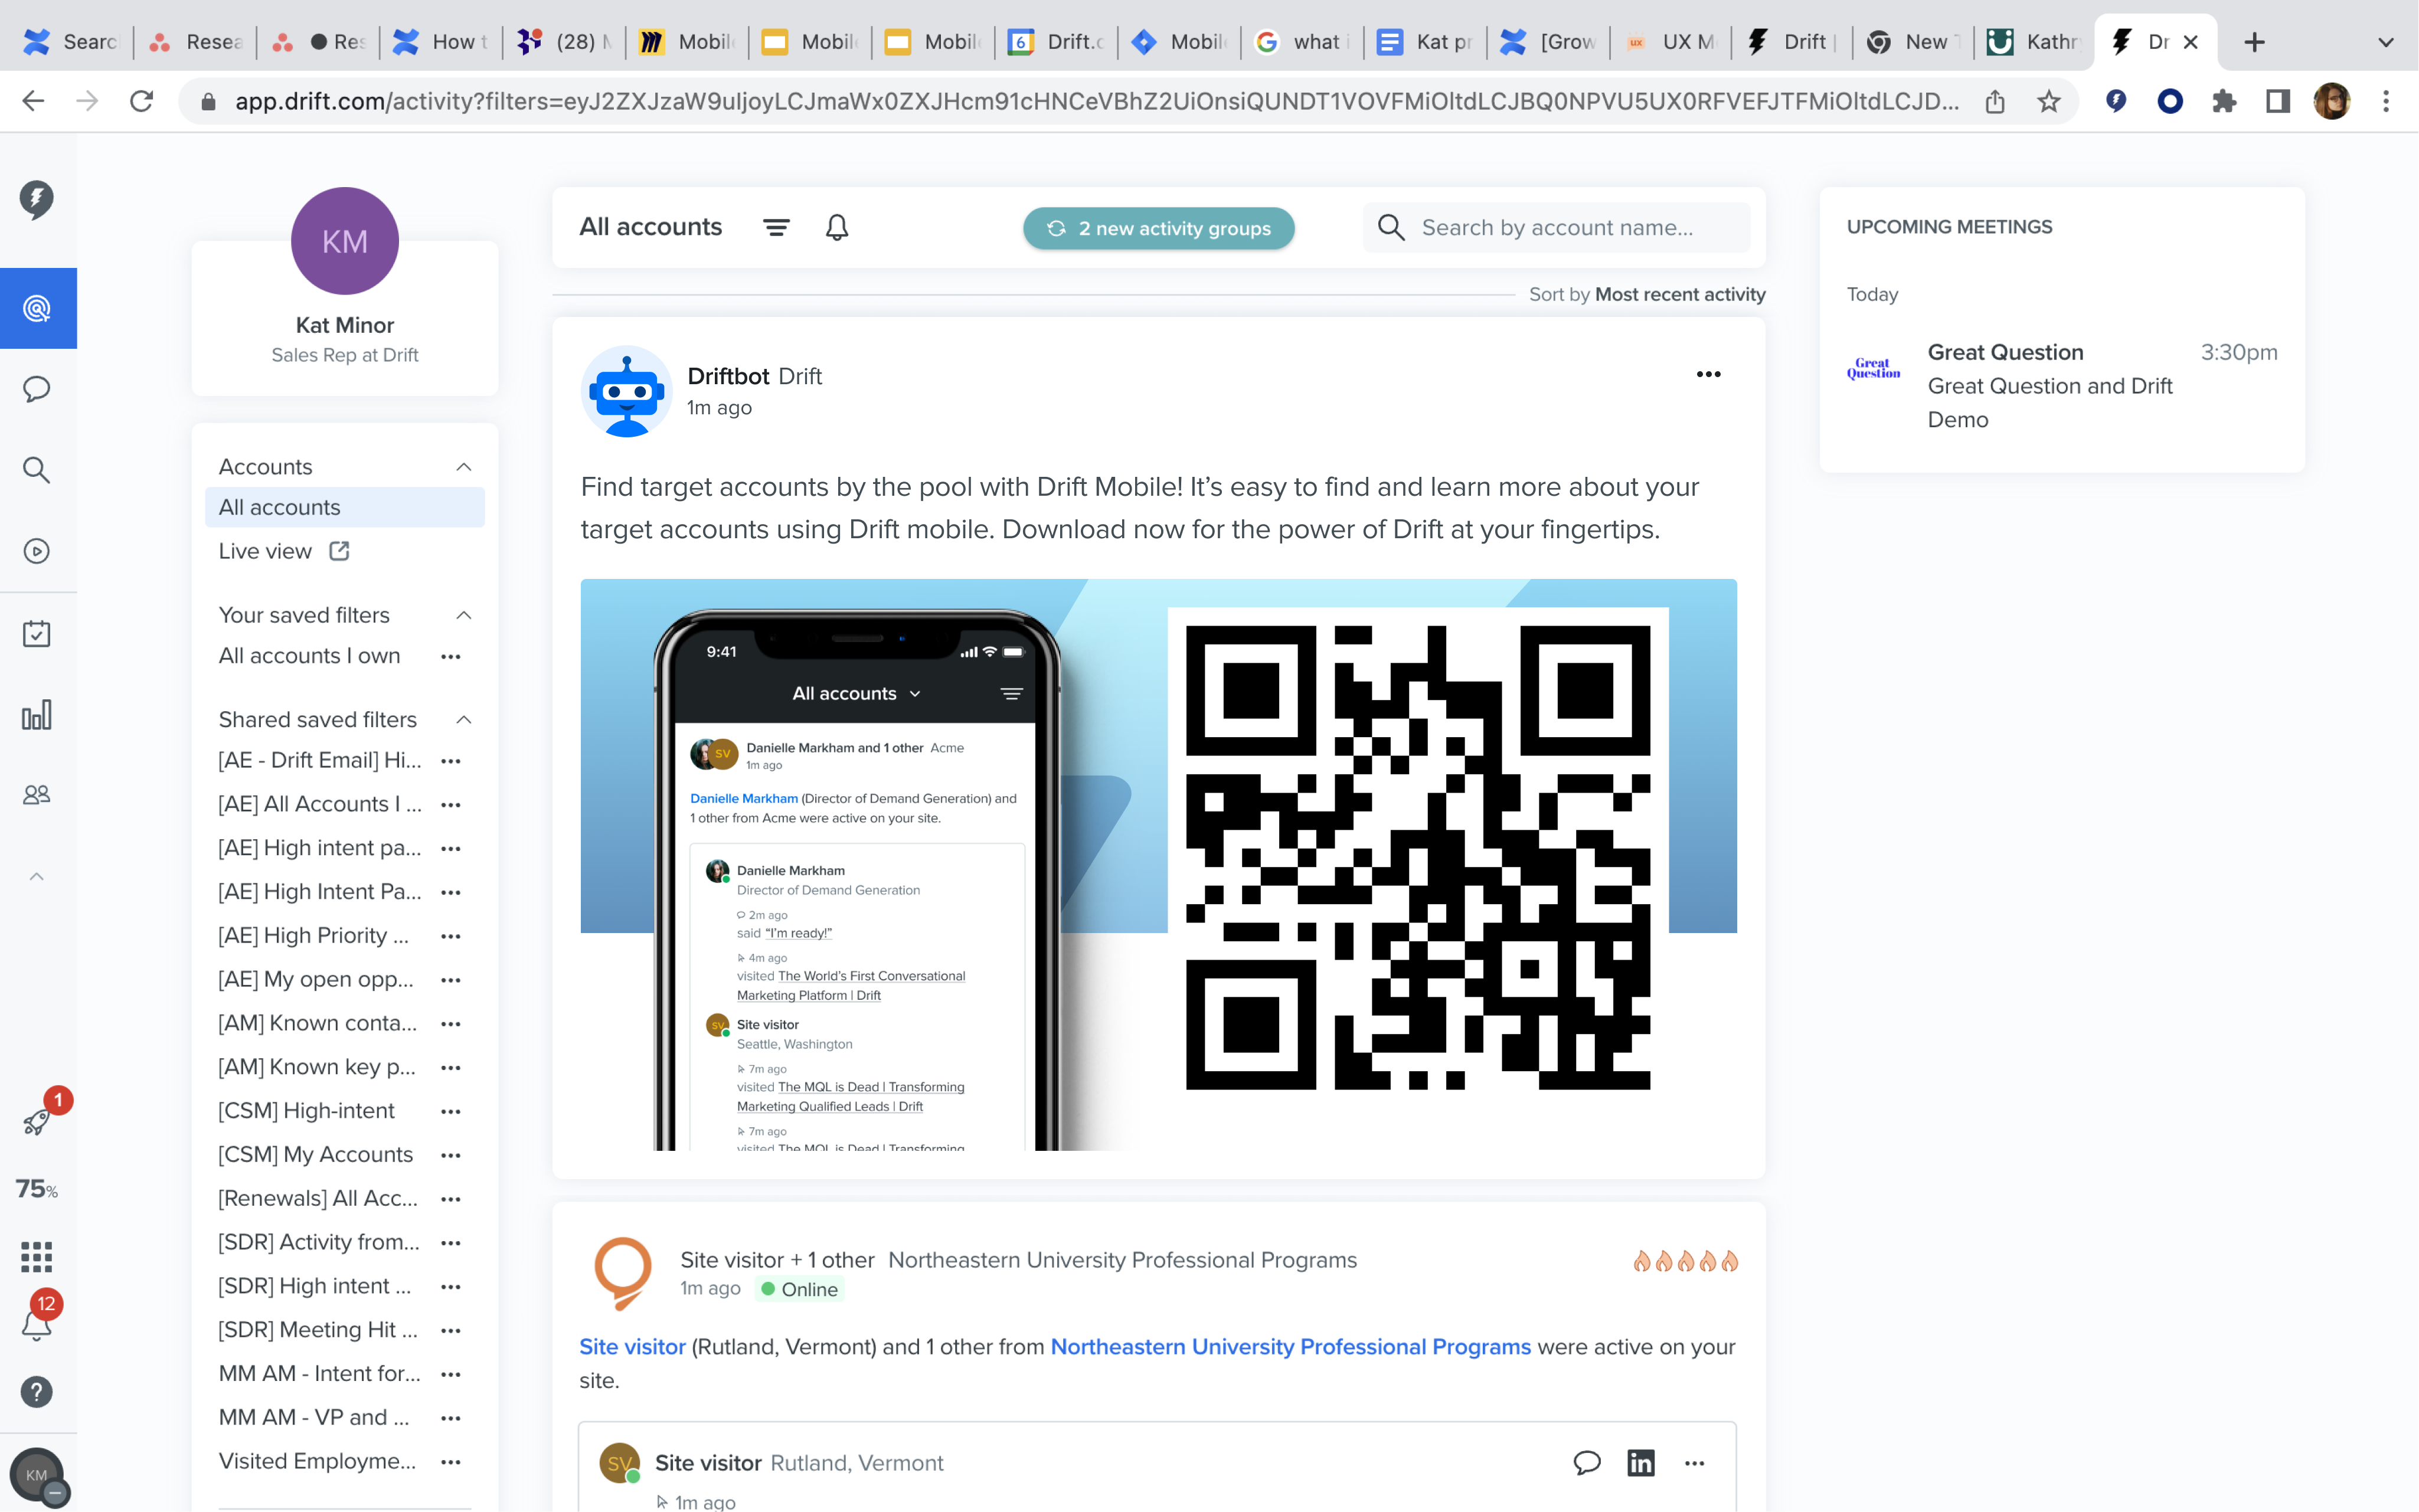 Searc
Resea
Res
How t
(28) M
Mobil
Mobil
Mobil
6
Drift.c
Mobil
what i
Kat pr
[Grow
UX M
Drift |
New T
Kathr
Dr
app.drift.com/activity?filters=eyJ2ZXJzaW9uIjoyLCJmaWx0ZXJHcm91cHNCeVBhZ2UiOnsiQUNDT1VOVFMiOltdLCJBQ0NPVU5UX0RFVEFJTFMiOltdLCJD...
KM
Kat Minor
Sales Rep at Drift
Accounts
All accounts
Live view
Your saved filters
All accounts I own
Shared saved filters
[AE - Drift Email] Hi...
[AE] All Accounts I ...
[AE] High intent pa...
[AE] High Intent Pa...
[AE] High Priority ...
[AE] My open opp...
[AM] Known conta...
[AM] Known key p...
[CSM] High-intent
[CSM] My Accounts
[Renewals] All Acc...
[SDR] Activity from...
[SDR] High intent ...
[SDR] Meeting Hit ...
MM AM - Intent for...
MM AM - VP and ...
Visited Employme...
1
75%
12
KM
All accounts
2 new activity groups
Search by account name...
Sort by Most recent activity
Driftbot Drift
1m ago
Find target accounts by the pool with Drift Mobile! It's easy to find and learn more about your
target accounts using Drift mobile. Download now for the power of Drift at your fingertips.
9:41
All accounts
SV
Danielle Markham and 1 other Acme
1m ago
Danielle Markham (Director of Demand Generation) and
1 other from Acme were active on your site.
Danielle Markham
Director of Demand Generation
2m ago
said "I'm ready!"
4m ago
visited The World's First Conversational
Marketing Platform | Drift
SV
Site visitor
Seattle, Washington
7m ago
visited The MQL is Dead | Transforming
Marketing Qualified Leads | Drift
7m ago
visited The MQL is Dead | Transforming
Site visitor + 1 other Northeastern University Professional Programs
1m ago
Online
Site visitor (Rutland, Vermont) and 1 other from Northeastern University Professional Programs were active on your
site.
SV
Site visitor Rutland, Vermont
in
1m ago
UPCOMING MEETINGS
Today
Great
Question
Great Question
3:30pm
Great Question and Drift
Demo